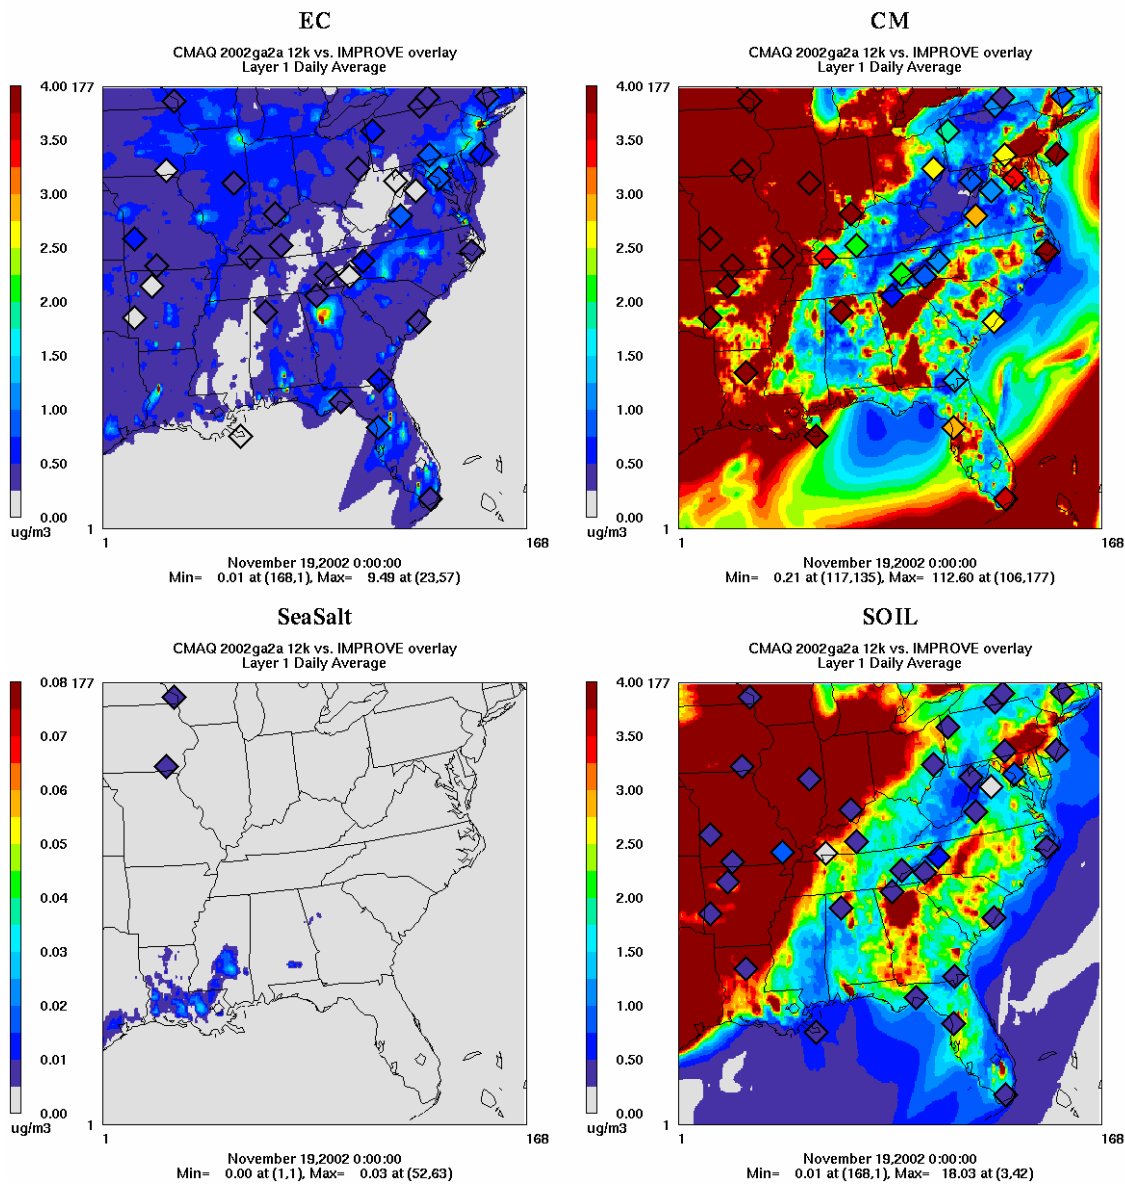 EC
CMAQ 2002ga2a 12k vs. IMPROVE overlay
Layer 1 Daily Average
4.00
3.50
3.00
2.50
2.00
1.50
1.00
0.50
0.00
ug/m3
177
1
1
168
November 19,2002 0:00:00
Min= 0.01 at (168,1), Max= 9.49 at (23,57)
CM
CMAQ 2002ga2a 12k vs. IMPROVE overlay
Layer 1 Daily Average
4.00
3.50
3.00
2.50
2.00
1.50
1.00
0.50
0.00
ug/m3
177
1
1
168
November 19,2002 0:00:00
Min= 0.21 at (117,135), Max= 112.60 at (106,177)
SeaSalt
CMAQ 2002ga2a 12k vs. IMPROVE overlay
Layer 1 Daily Average
0.08
0.07
0.06
0.05
0.04
0.03
0.02
0.01
0.00
ug/m3
177
1
1
168
November 19,2002 0:00:00
Min= 0.00 at (1,1), Max= 0.03 at (52,63)
SOIL
CMAQ 2002ga2a 12k vs. IMPROVE overlay
Layer 1 Daily Average
4.00
3.50
3.00
2.50
2.00
1.50
1.00
0.50
0.00
ug/m3
177
1
1
168
November 19,2002 0:00:00
Min= 0.01 at (168,1), Max= 18.03 at (3,42)